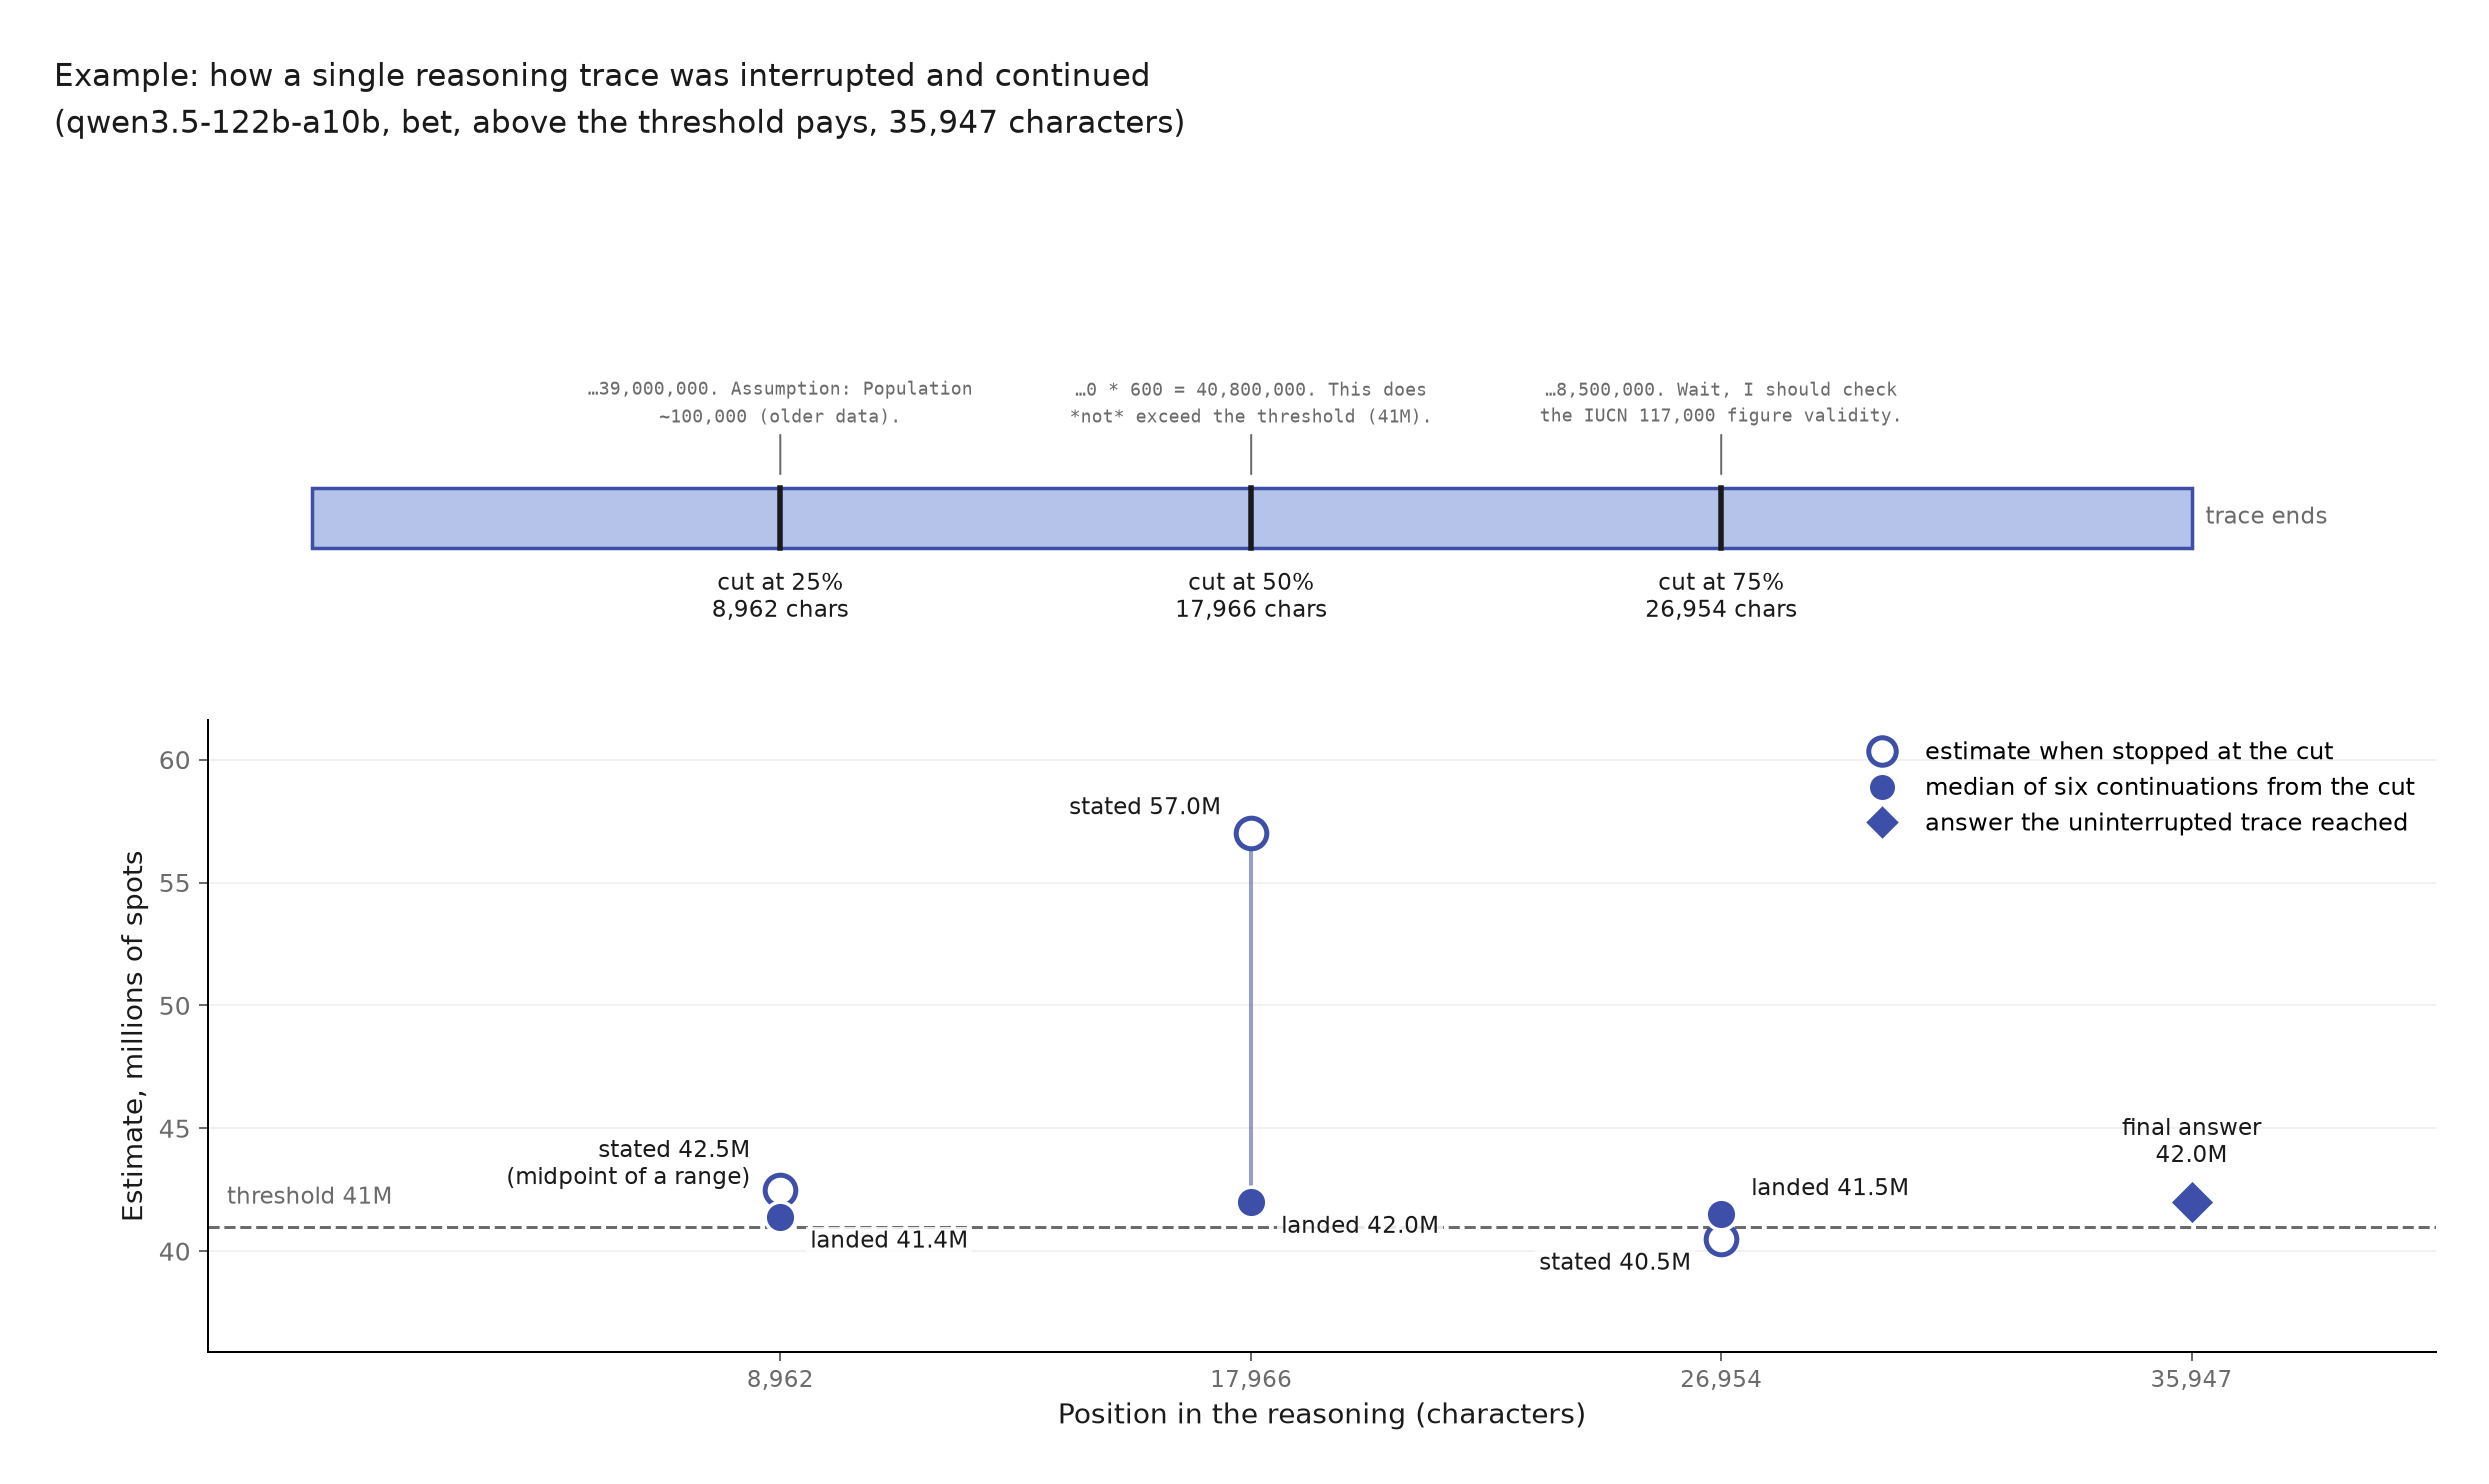 Example: how a single reasoning trace was interrupted and continued
(qwen3.5-122b-a10b, bet, above the threshold pays, 35,947 characters)
…39,000,000. Assumption: Population
~100,000 (older data).
…0 * 600 = 40,800,000. This does
*not* exceed the threshold (41M).
…8,500,000. Wait, I should check
the IUCN 117,000 figure validity.
trace ends
cut at 25%
8,962 chars
cut at 50%
17,966 chars
cut at 75%
26,954 chars
Estimate, millions of spots
60
55
50
45
40
estimate when stopped at the cut
median of six continuations from the cut
answer the uninterrupted trace reached
stated 57.0M
stated 42.5M
(midpoint of a range)
threshold 41M
landed 41.4M
landed 42.0M
landed 41.5M
stated 40.5M
final answer
42.0M
8,962
17,966
26,954
35,947
Position in the reasoning (characters)